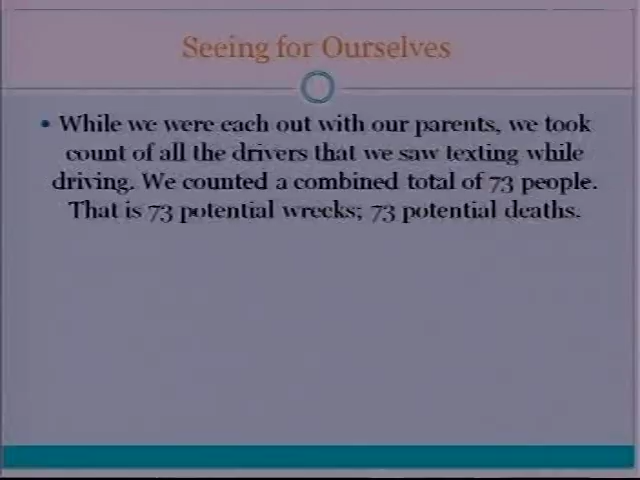 Seeing for Ourselves
• While we were each out with our parents, we took
count of all the drivers that we saw texting while
driving. We counted a combined total of 73 people.
That is 73 potential wrecks; 73 potential deaths.